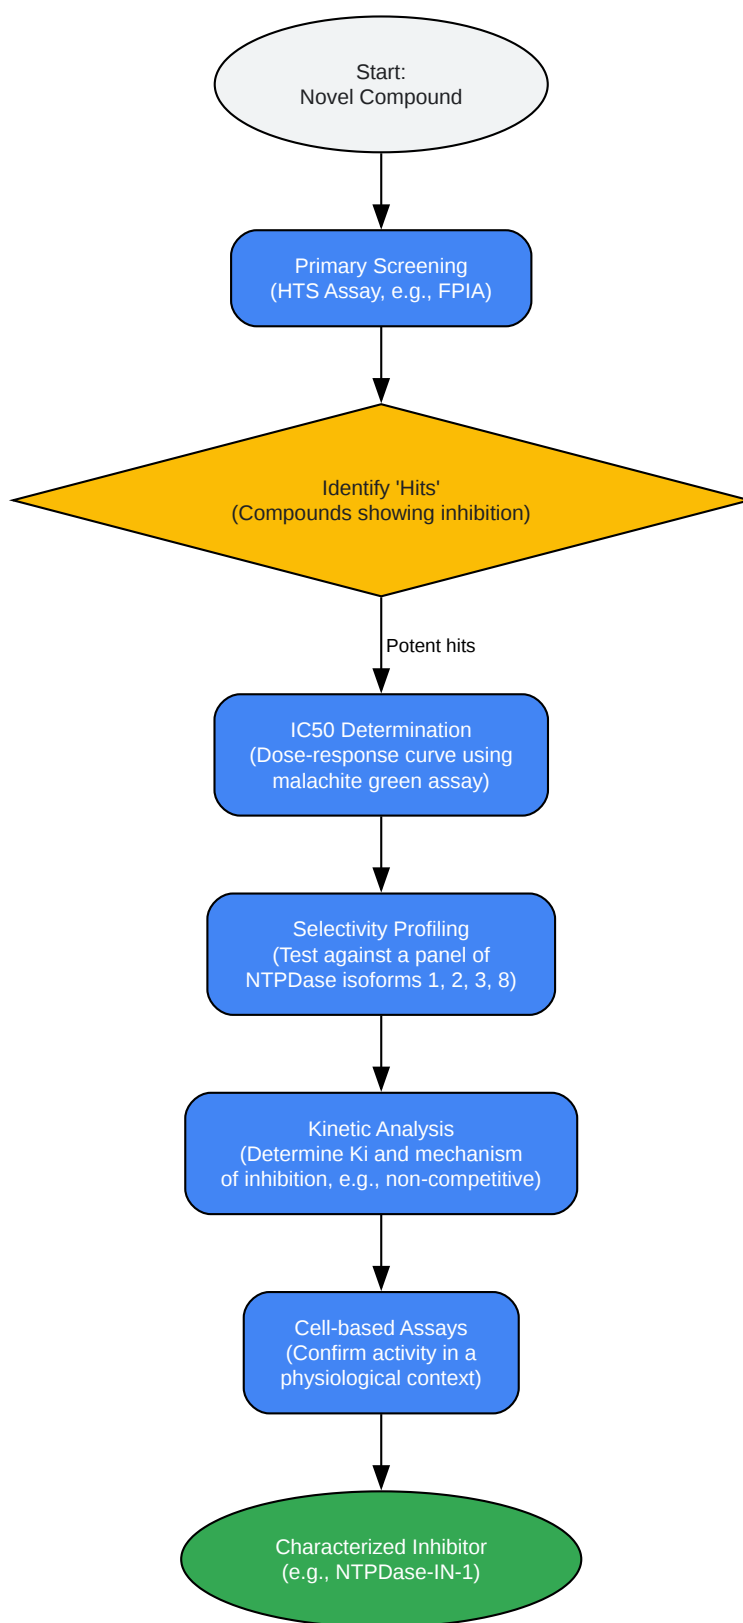 Start:
Novel Compound
Primary Screening
(HTS Assay, e.g., FPIA)
Identify 'Hits'
(Compounds showing inhibition)
Potent hits
IC50 Determination
(Dose-response curve using
malachite green assay)
Selectivity Profiling
(Test against a panel of
NTPDase isoforms 1, 2, 3, 8)
Kinetic Analysis
(Determine Ki and mechanism
of inhibition, e.g., non-competitive)
Cell-based Assays
(Confirm activity in a
physiological context)
Characterized Inhibitor
(e.g., NTPDase-IN-1)